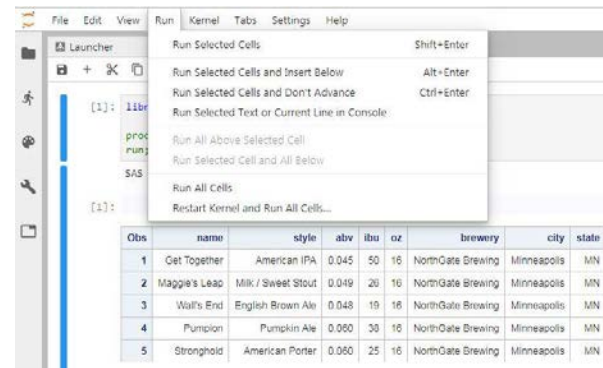 File Edit View Run Kernel Tabs Settings Help
Launcher
Run Selected Cells Shift+Enter
Run Selected Cells and Insert Below Alt+Enter
Run Selected Cells and Don't Advance Ctrl+Enter
Run Selected Text or Current Line in Console
Run All Above Selected Cell
Run Selected Cell and All Below
Run All Cells
Restart Kernel and Run All Cells...
[1]: libr
proc
run;
SAS
[1]:
Obs name style abv ibu oz brewery city state
1 Get Together American IPA 0.045 50 16 NorthGate Brewing Minneapolis MN
2 Maggie's Leap Milk / Sweet Stout 0.049 26 16 NorthGate Brewing Minneapolis MN
3 Wall's End English Brown Ale 0.048 19 16 NorthGate Brewing Minneapolis MN
4 Pumpion Pumpkin Ale 0.060 38 16 NorthGate Brewing Minneapolis MN
5 Stronghold American Porter 0.060 25 16 NorthGate Brewing Minneapolis MN